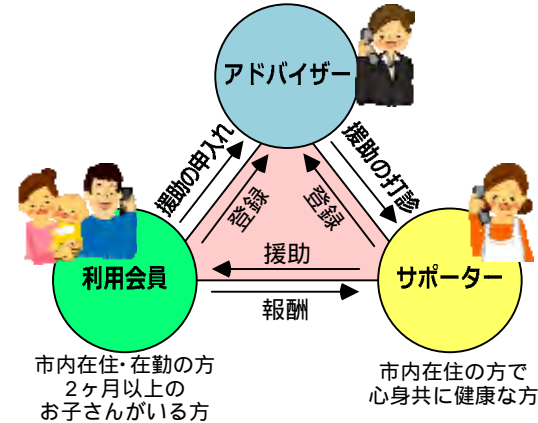 アドバイザー
援助の申入れ
援助の打診
登録
登録
援助
利用会員
サポーター
報酬
市内在住・在勤の方
2ヶ月以上の
お子さんがいる方
市内在住の方で
心身共に健康な方